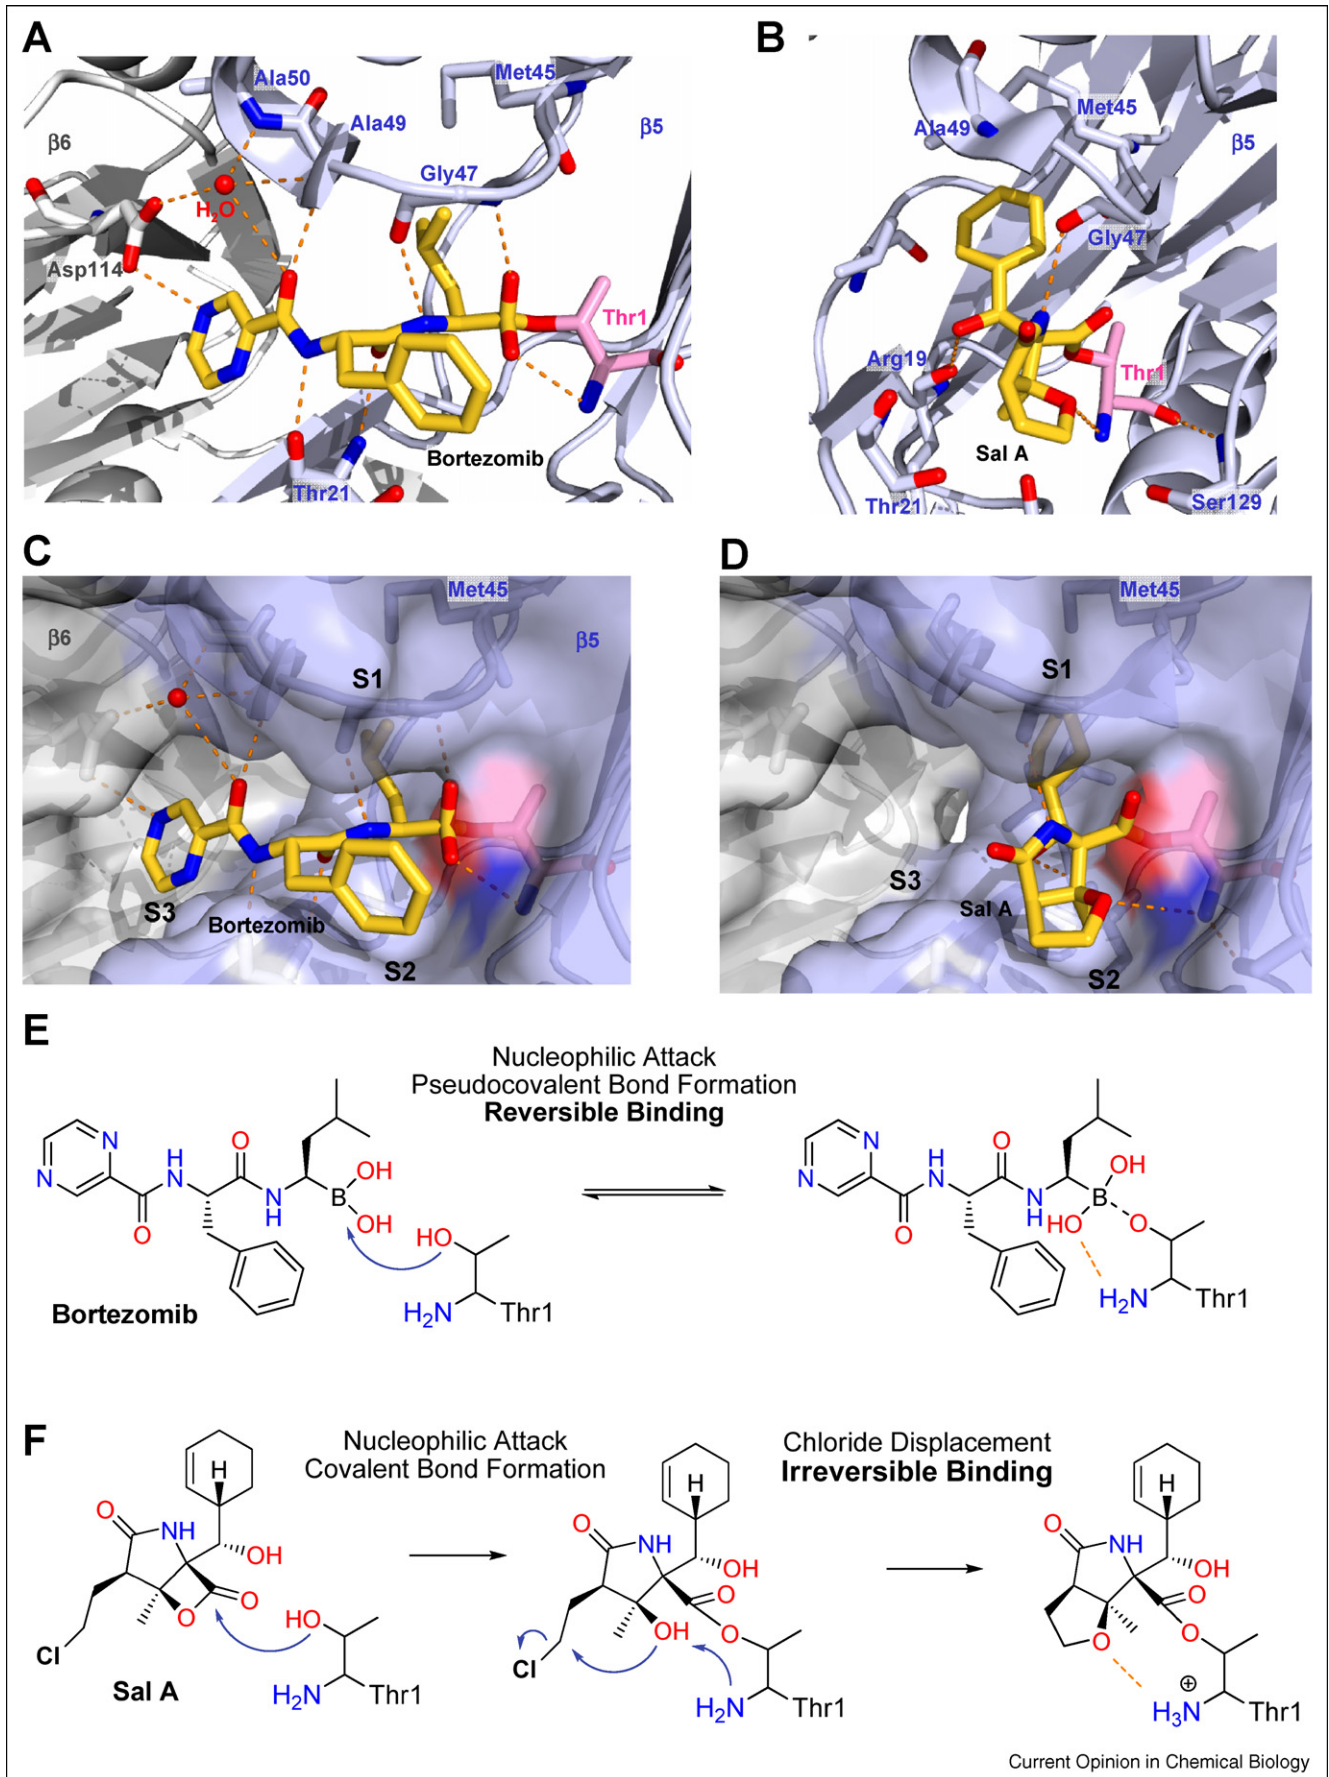 A
Ala50
Met45
β6
Ala49
β5
Gly47
H₂O
Asp114
Thr1
Bortezomib
Thr21
B
Met45
Ala49
β5
Gly47
Arg19
Thr1
Sal A
Thr21
Ser129
C
Met45
β6
β5
S1
S3
Bortezomib
S2
D
Met45
S1
S3
Sal A
S2
E
Nucleophilic Attack
Pseudocovalent Bond Formation
Reversible Binding
N
N
H
N
O
O
N
H
B
OH
OH
HO
H₂N
Thr1
Bortezomib
N
N
H
N
O
O
N
H
B
OH
HO
O
H₂N
Thr1
F
Nucleophilic Attack
Covalent Bond Formation
Chloride Displacement
Irreversible Binding
H
O
NH
OH
O
O
Cl
HO
H₂N
Thr1
Sal A
H
O
NH
OH
O
OH
O
Cl
H₂N
Thr1
H
O
NH
OH
O
O
O
⊕
H₃N
Thr1
Current Opinion in Chemical Biology